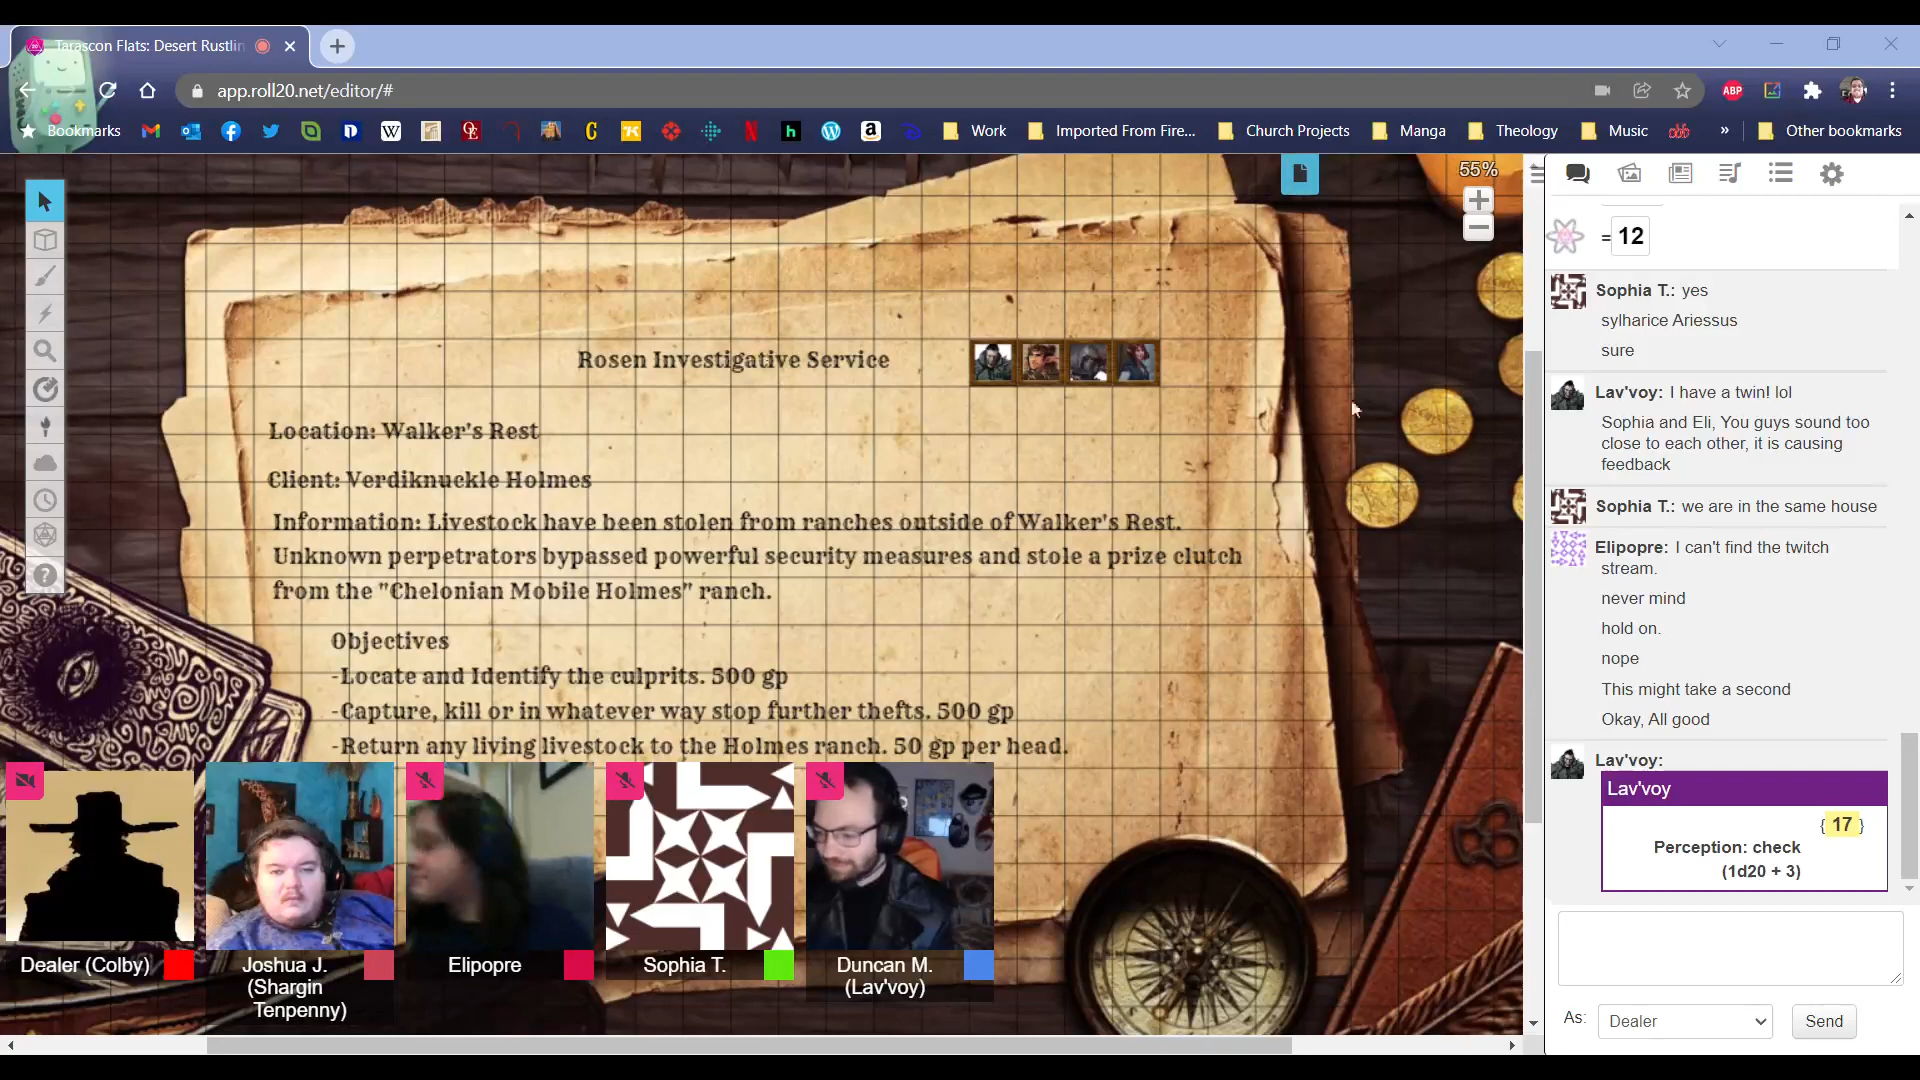 Tarascon Flats: Desert Rustlin
app.roll20.net/editor/#
ABP
Bookmarks
Work
Imported From Fire...
Church Projects
Manga
Theology
Music
»
Other bookmarks
55%
Rosen Investigative Service
Location: Walker's Rest
Client: Verdiknuckle Holmes
Information: Livestock have been stolen from ranches outside of Walker's Rest.
Unknown perpetrators bypassed powerful security measures and stole a prize clutch
from the "Chelonian Mobile Holmes" ranch.
Objectives
-Locate and Identify the culprits. 500 gp
-Capture, kill or in whatever way stop further thefts. 500 gp
-Return any living livestock to the Holmes ranch. 50 gp per head.
Dealer (Colby)
Joshua J.
(Shargin
Tenpenny)
Elipopre
Sophia T.
Duncan M.
(Lav'voy)
=12
Sophia T.: yes
sylharice Ariessus
sure
Lav'voy: I have a twin! lol
Sophia and Eli, You guys sound too
close to each other, it is causing
feedback
Sophia T.: we are in the same house
Elipopre: I can't find the twitch
stream.
never mind
hold on.
nope
This might take a second
Okay, All good
Lav'voy:
Lav'voy
{ 17 }
Perception: check
(1d20 + 3)
As: Dealer Send